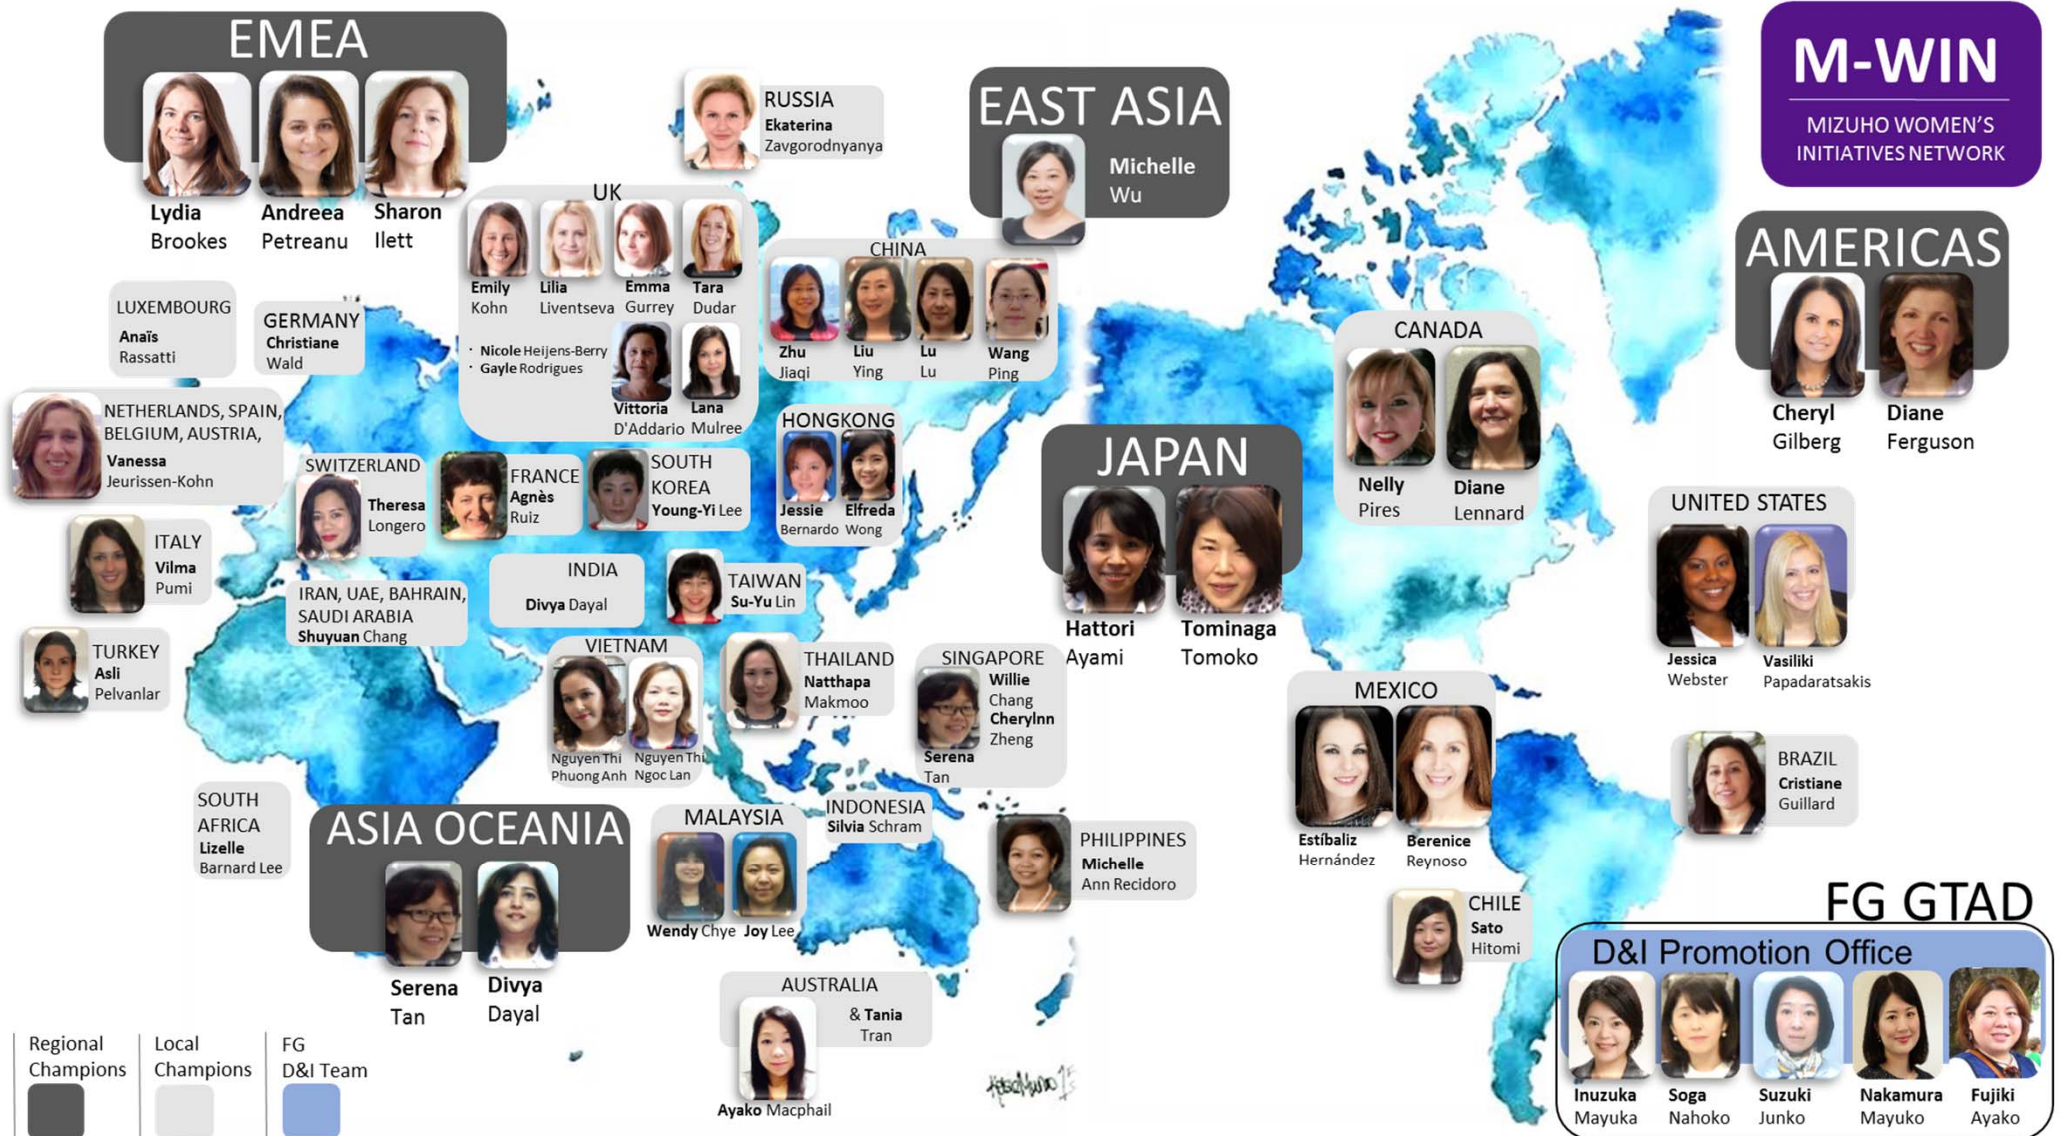 EMEA
Lydia
Brookes
Andreea
Petreanu
Sharon
Ilett
RUSSIA
Ekaterina
Zavgorodnyanya
EAST ASIA
Michelle
Wu
M-WIN
MIZUHO WOMEN'S
INITIATIVES NETWORK
AMERICAS
Cheryl
Gilberg
Diane
Ferguson
UK
Emily
Kohn
Lilia
Liventseva
Emma
Gurrey
Tara
Dudar
· Nicole Heijens-Berry
· Gayle Rodrigues
Vittoria
D'Addario
Lana
Mulree
CHINA
Zhu
Jiaqi
Liu
Ying
Lu
Lu
Wang
Ping
LUXEMBOURG
Anaïs
Rassatti
GERMANY
Christiane
Wald
NETHERLANDS, SPAIN,
BELGIUM, AUSTRIA,
Vanessa
Jeurissen-Kohn
SWITZERLAND
Theresa
Longero
FRANCE
Agnès
Ruiz
SOUTH
KOREA
Young-Yi Lee
HONGKONG
Jessie
Bernardo
Elfreda
Wong
JAPAN
Hattori
Ayami
Tominaga
Tomoko
CANADA
Nelly
Pires
Diane
Lennard
UNITED STATES
Jessica
Webster
Vasiliki
Papadaratsakis
ITALY
Vilma
Pumi
IRAN, UAE, BAHRAIN,
SAUDI ARABIA
Shuyuan Chang
INDIA
Divya Dayal
TAIWAN
Su-Yu Lin
TURKEY
Asli
Pelvanlar
VIETNAM
Nguyen Thi
Phuong Anh
Nguyen Thi
Ngoc Lan
THAILAND
Natthapa
Makmoo
SINGAPORE
Willie
Chang
Cherylnn
Zheng
Serena
Tan
MEXICO
Estíbaliz
Hernández
Berenice
Reynoso
BRAZIL
Cristiane
Guillard
SOUTH
AFRICA
Lizelle
Barnard Lee
ASIA OCEANIA
Serena
Tan
Divya
Dayal
MALAYSIA
Wendy Chye
Joy Lee
INDONESIA
Silvia Schram
PHILIPPINES
Michelle
Ann Recidoro
CHILE
Sato
Hitomi
AUSTRALIA
& Tania
Tran
Ayako Macphail
FG GTAD
D&I Promotion Office
Inuzuka
Mayuka
Soga
Nahoko
Suzuki
Junko
Nakamura
Mayuko
Fujiki
Ayako
Regional
Champions
Local
Champions
FG
D&I Team